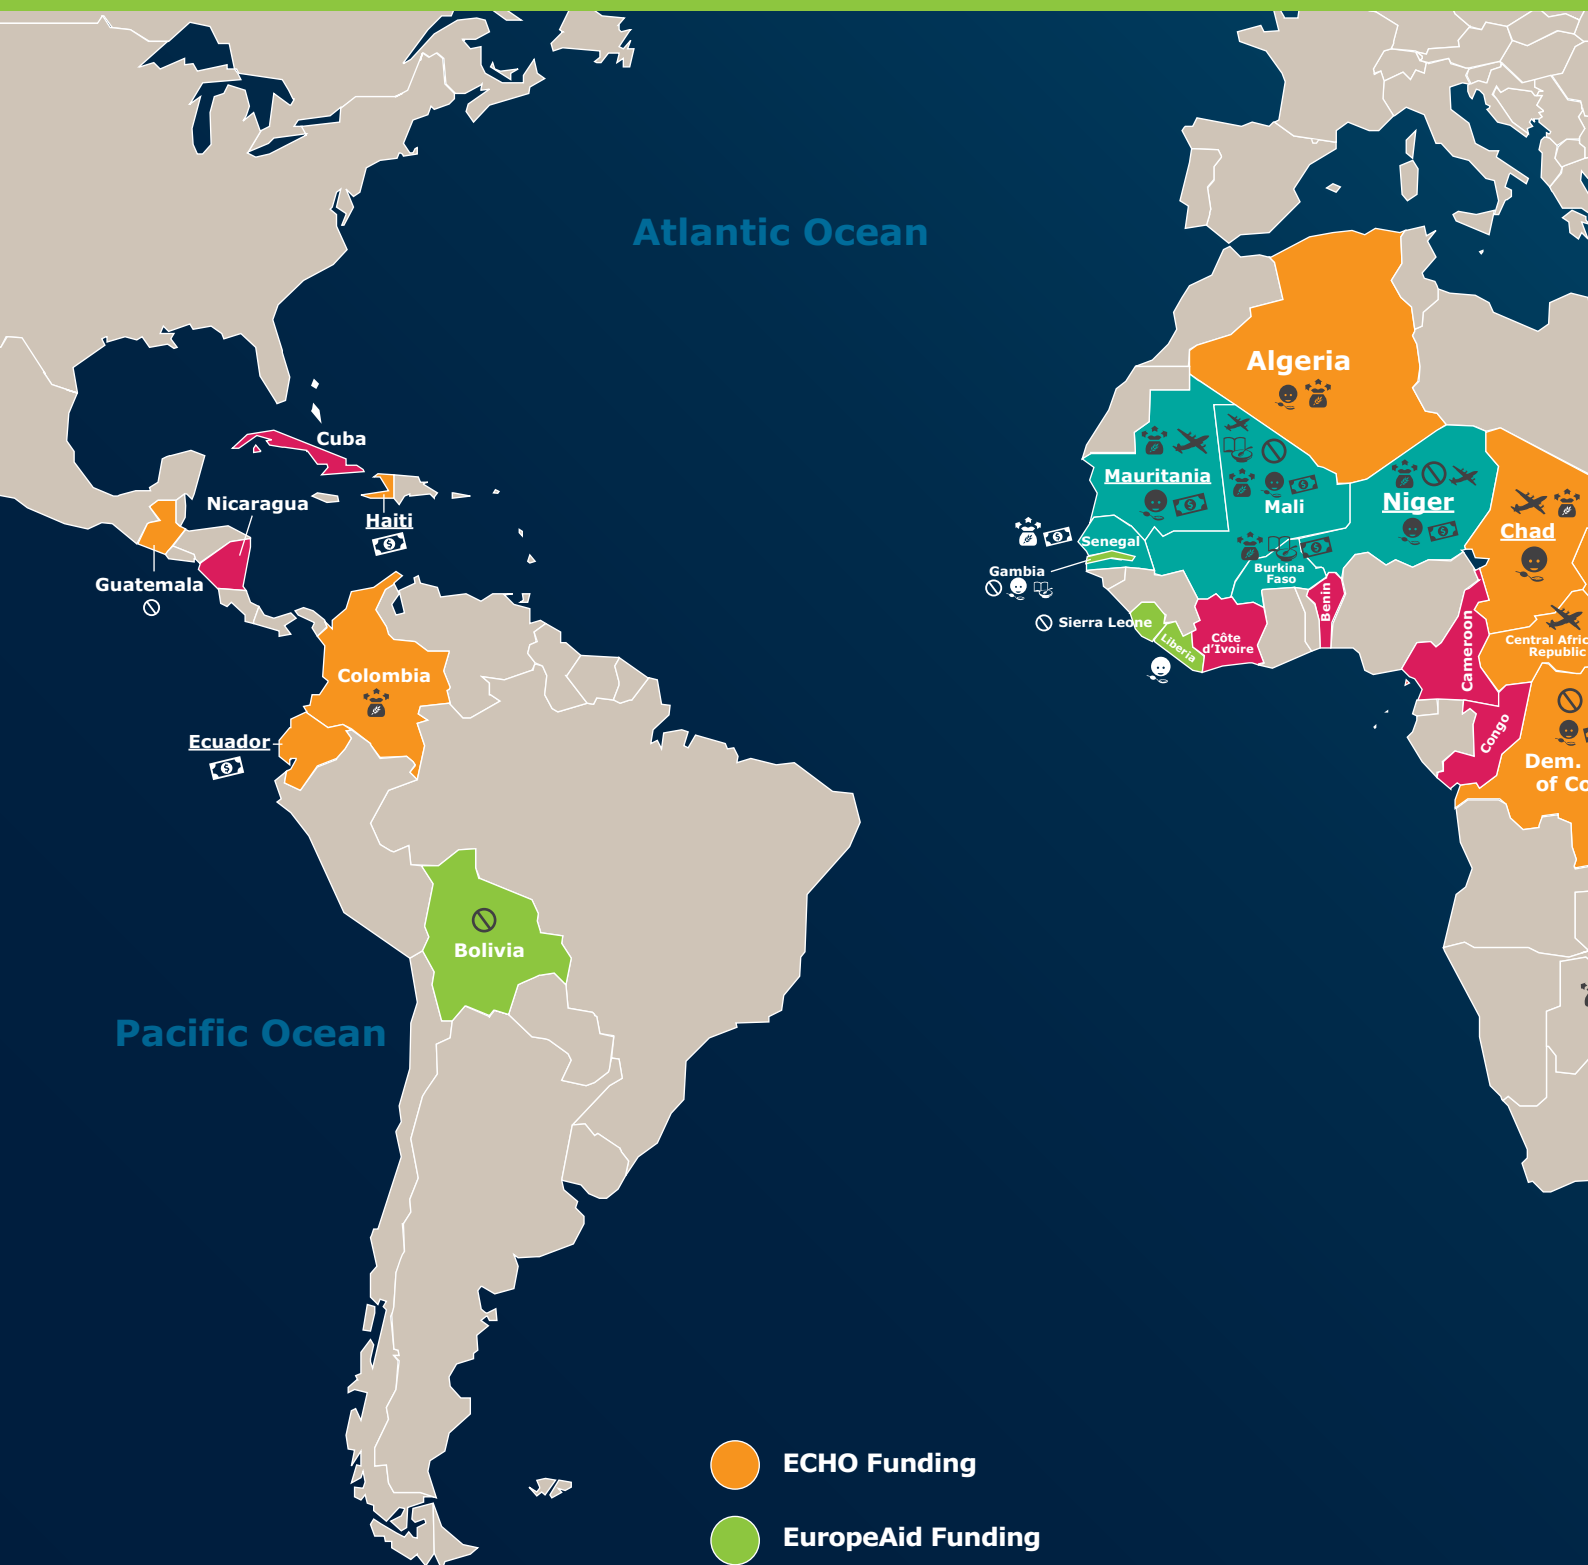 Atlantic Ocean
Algeria
Cuba
Nicaragua
Haiti
Guatemala
Mauritania
Mali
Niger
Chad
Senegal
Gambia
Burkina
Faso
Benin
Sierra Leone
Liberia
Côte
d'Ivoire
Cameroon
Central Afric
Republic
Colombia
Ecuador
Congo
Dem.
of Co
Bolivia
Pacific Ocean
ECHO Funding
EuropeAid Funding